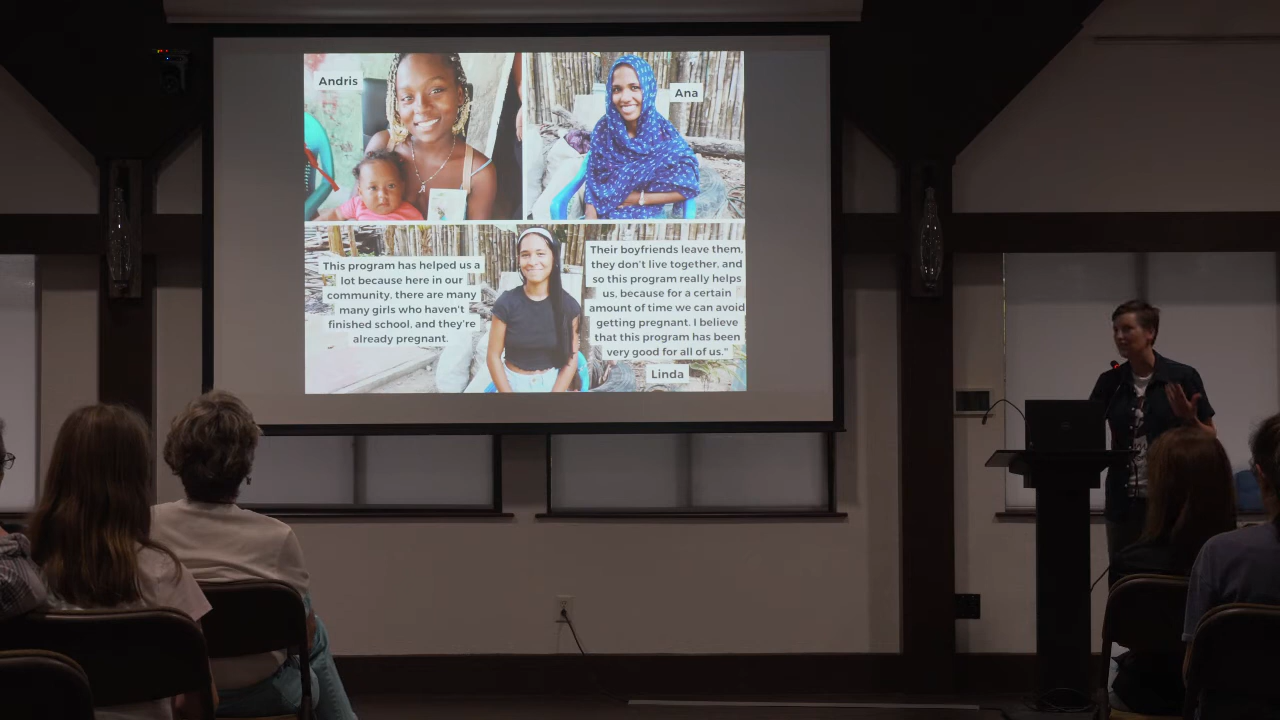 Andris
Ana
This program has helped us a
lot because here in our
community, there are many
many girls who haven't
finished school, and they're
already pregnant.
Their boyfriends leave them,
they don't live together, and
so this program really helps
us, because for a certain
amount of time we can avoid
getting pregnant. I believe
that this program has been
very good for all of us."
Linda